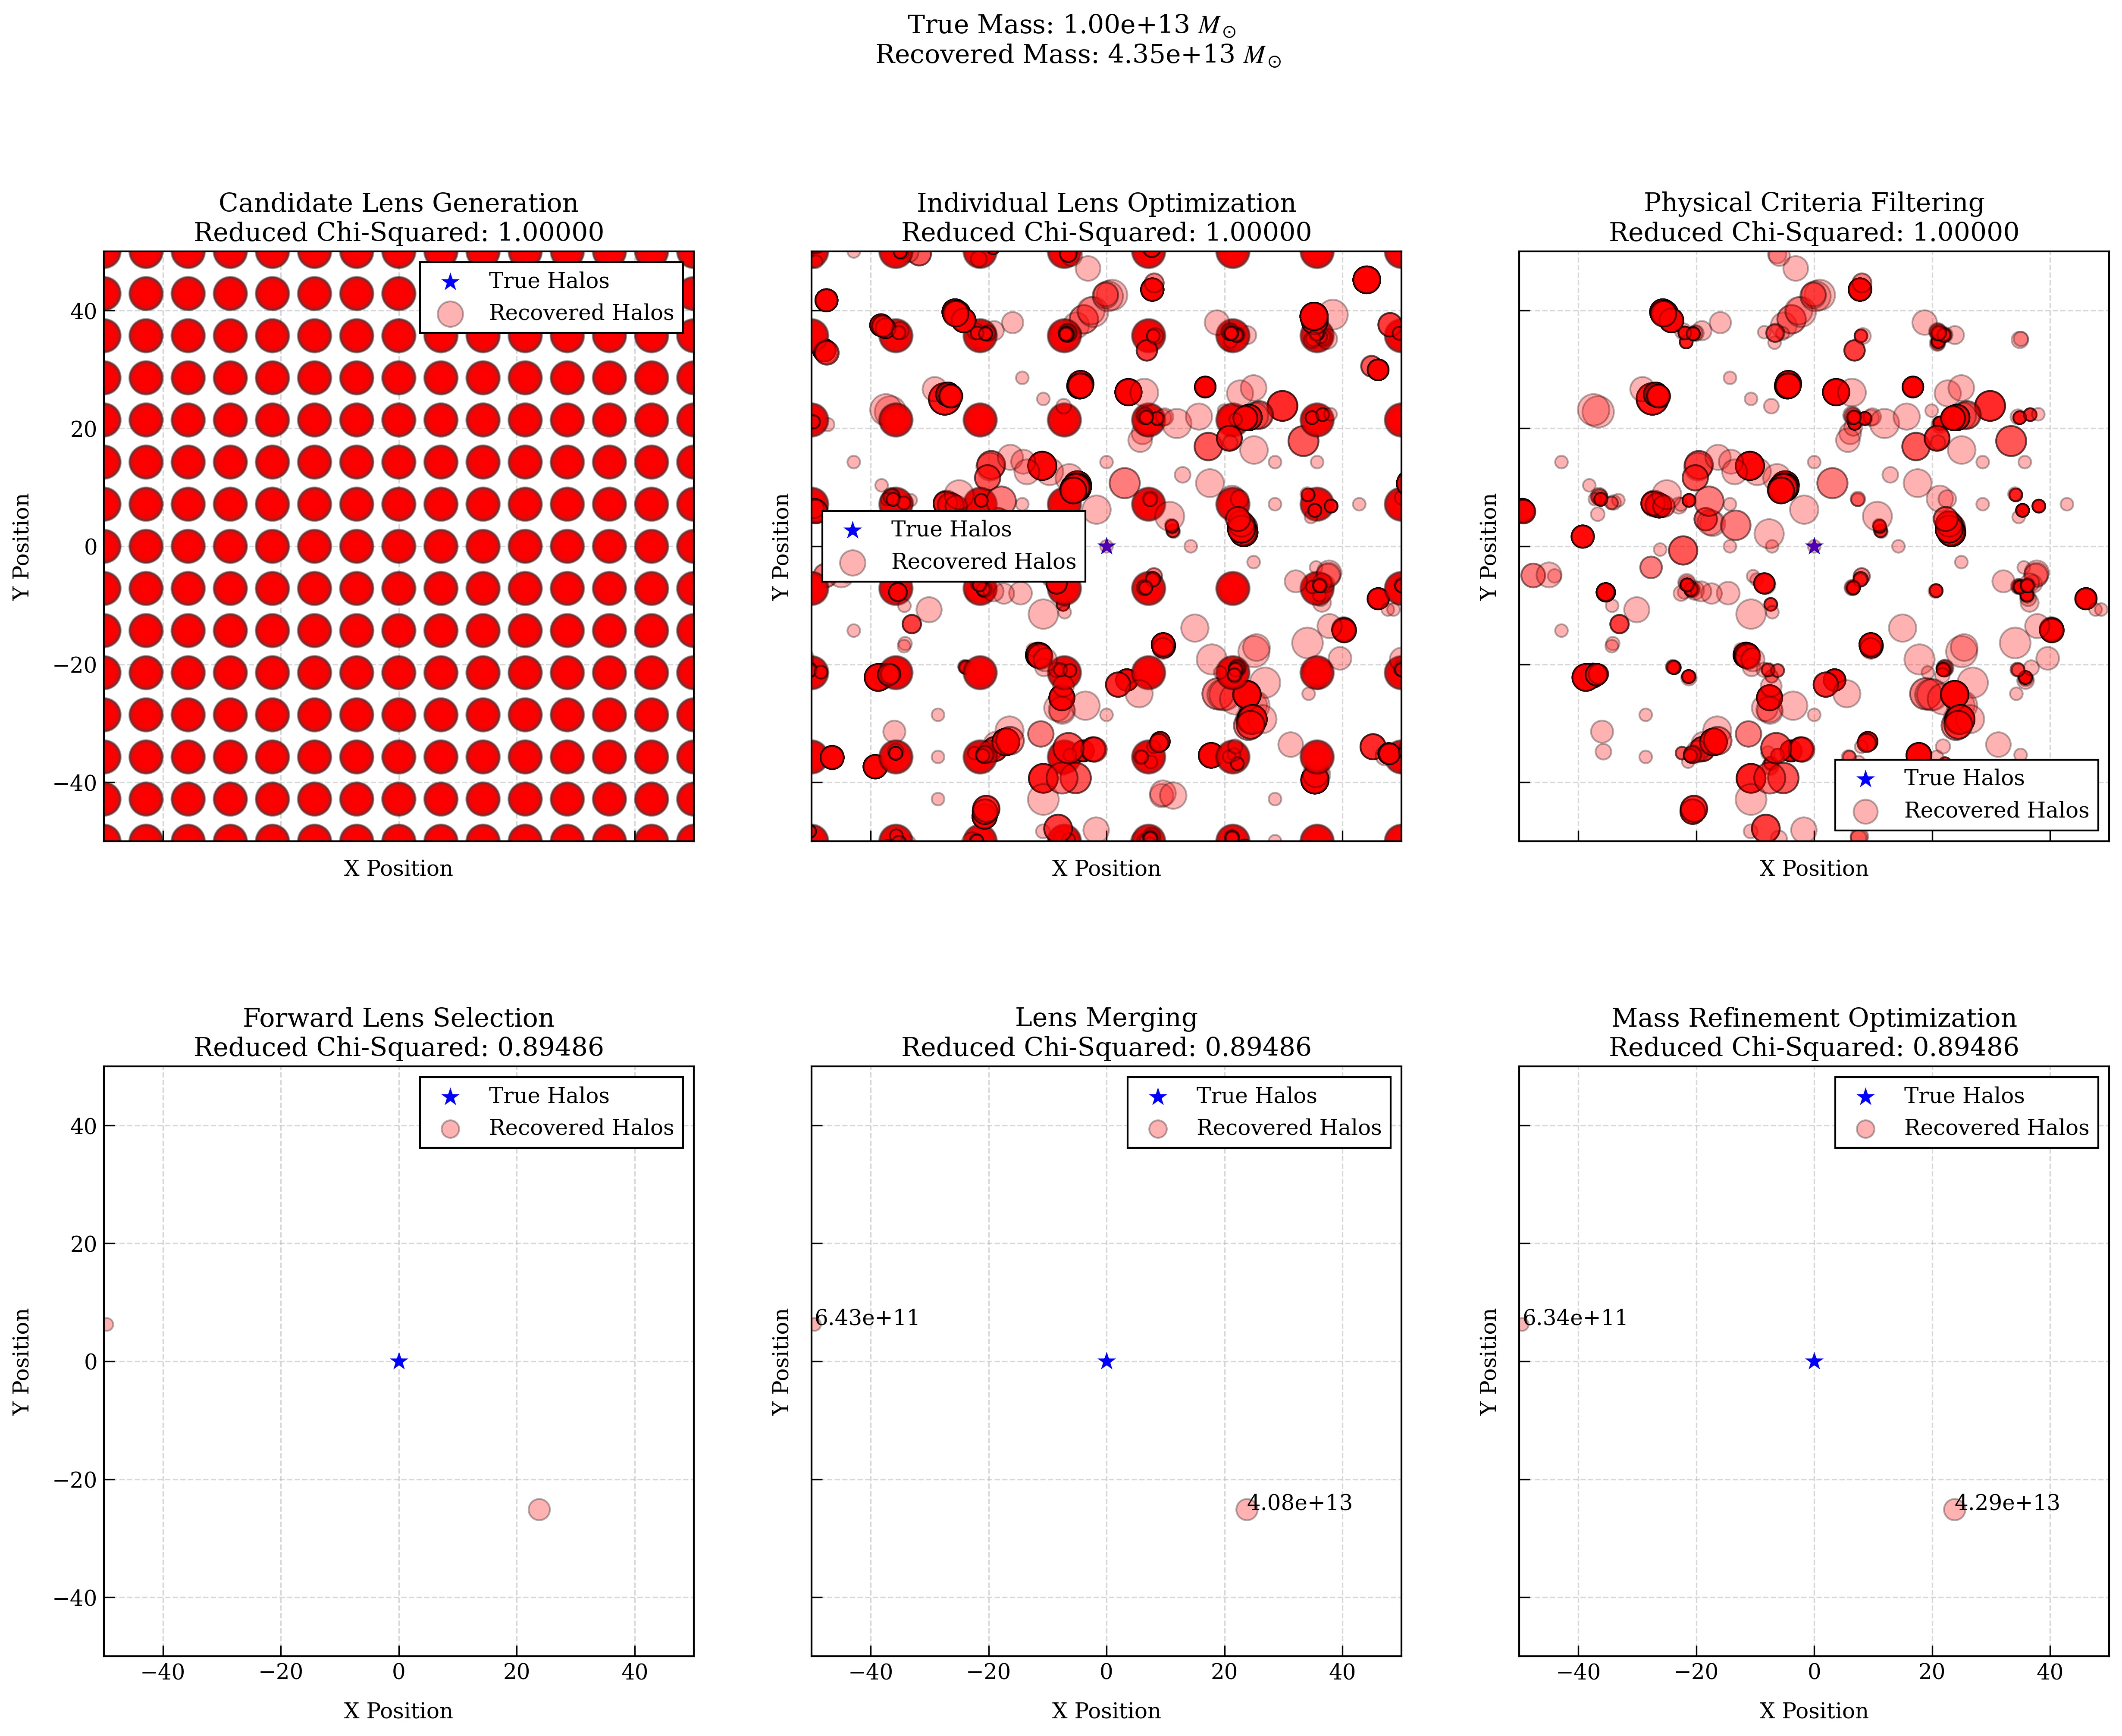 True Mass: 1.00e+13 M⊙
Recovered Mass: 4.35e+13 M⊙
Candidate Lens Generation
Reduced Chi-Squared: 1.00000
True Halos
Recovered Halos
40
20
0
−20
−40
Y Position
X Position
Individual Lens Optimization
Reduced Chi-Squared: 1.00000
True Halos
Recovered Halos
Y Position
X Position
Physical Criteria Filtering
Reduced Chi-Squared: 1.00000
True Halos
Recovered Halos
Y Position
X Position
Forward Lens Selection
Reduced Chi-Squared: 0.89486
True Halos
Recovered Halos
40
20
0
−20
−40
Y Position
−40 −20 0 20 40
X Position
Lens Merging
Reduced Chi-Squared: 0.89486
True Halos
Recovered Halos
6.43e+11
4.08e+13
Y Position
−40 −20 0 20 40
X Position
Mass Refinement Optimization
Reduced Chi-Squared: 0.89486
True Halos
Recovered Halos
6.34e+11
4.29e+13
Y Position
−40 −20 0 20 40
X Position